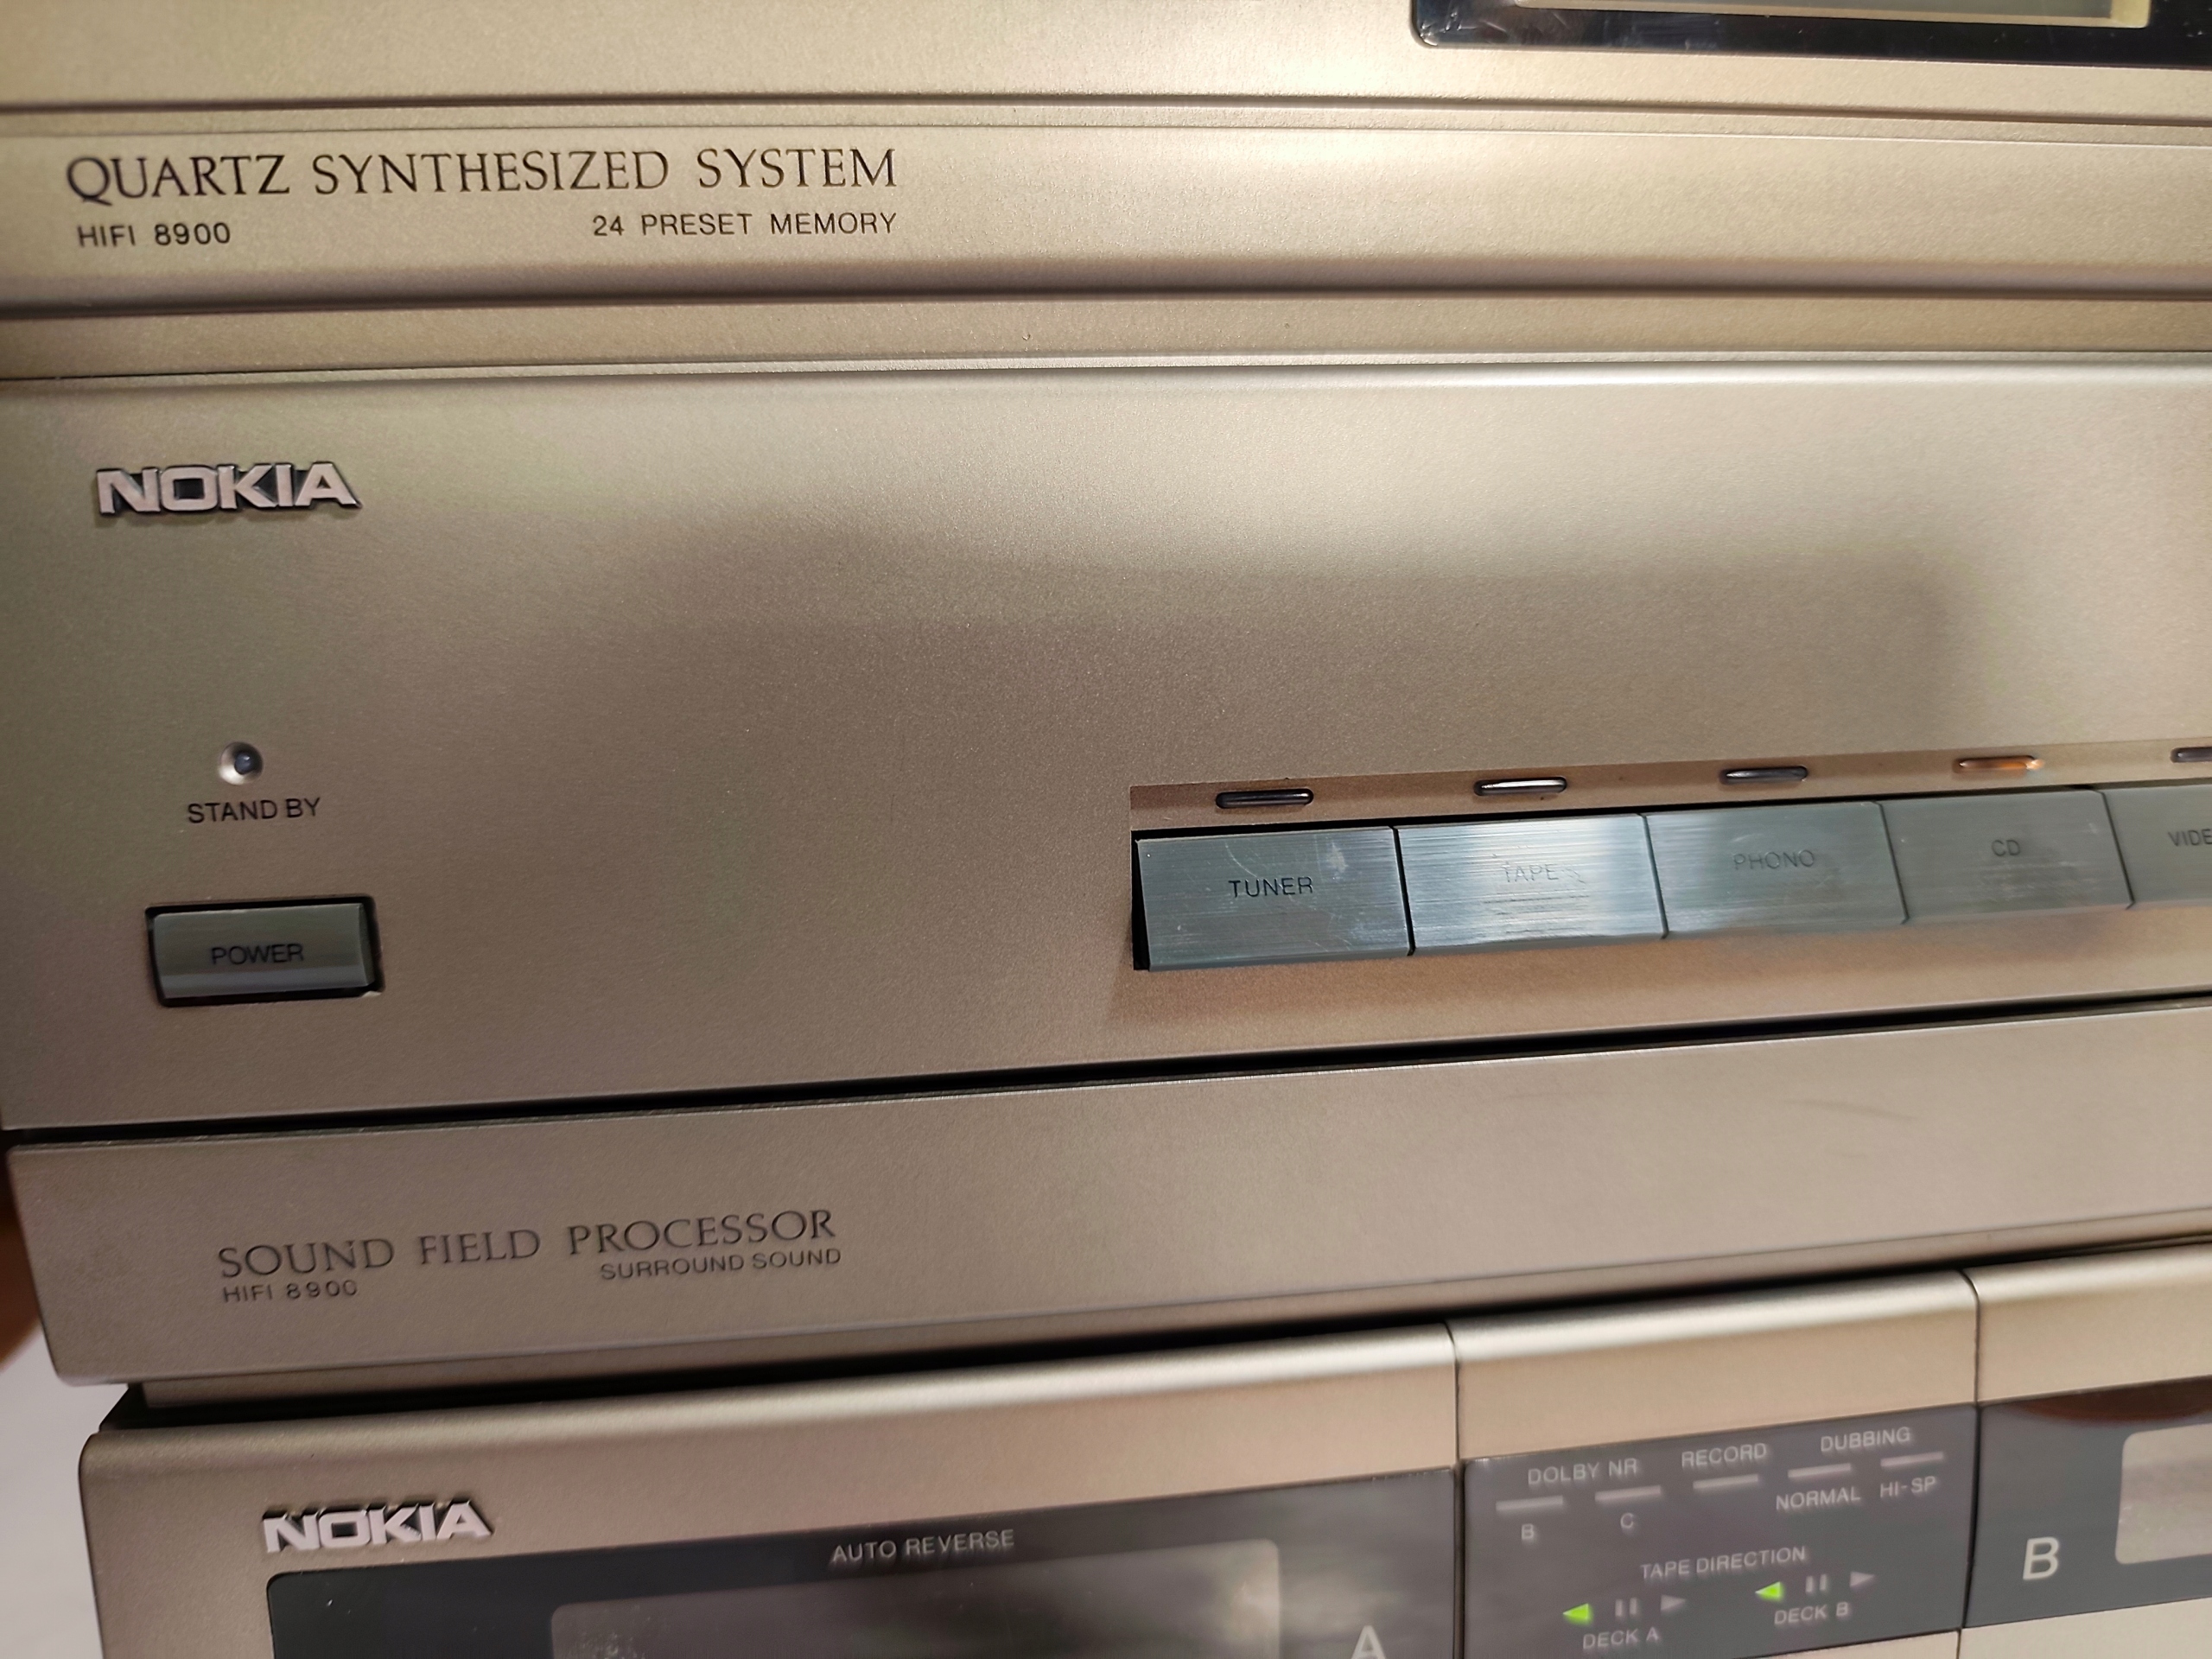 QUARTZ SYNTHESIZED SYSTEM
HIFI 8900 24 PRESET MEMORY
NOKIA
STAND BY
POWER
TUNER TAPE PHONO CD VIDE
SOUND FIELD PROCESSOR
SURROUND SOUND
HIFI 8900
NOKIA
AUTO REVERSE
A
DOLBY NR RECORD DUBBING
B C NORMAL HI-SP
TAPE DIRECTION
DECK A DECK B
B